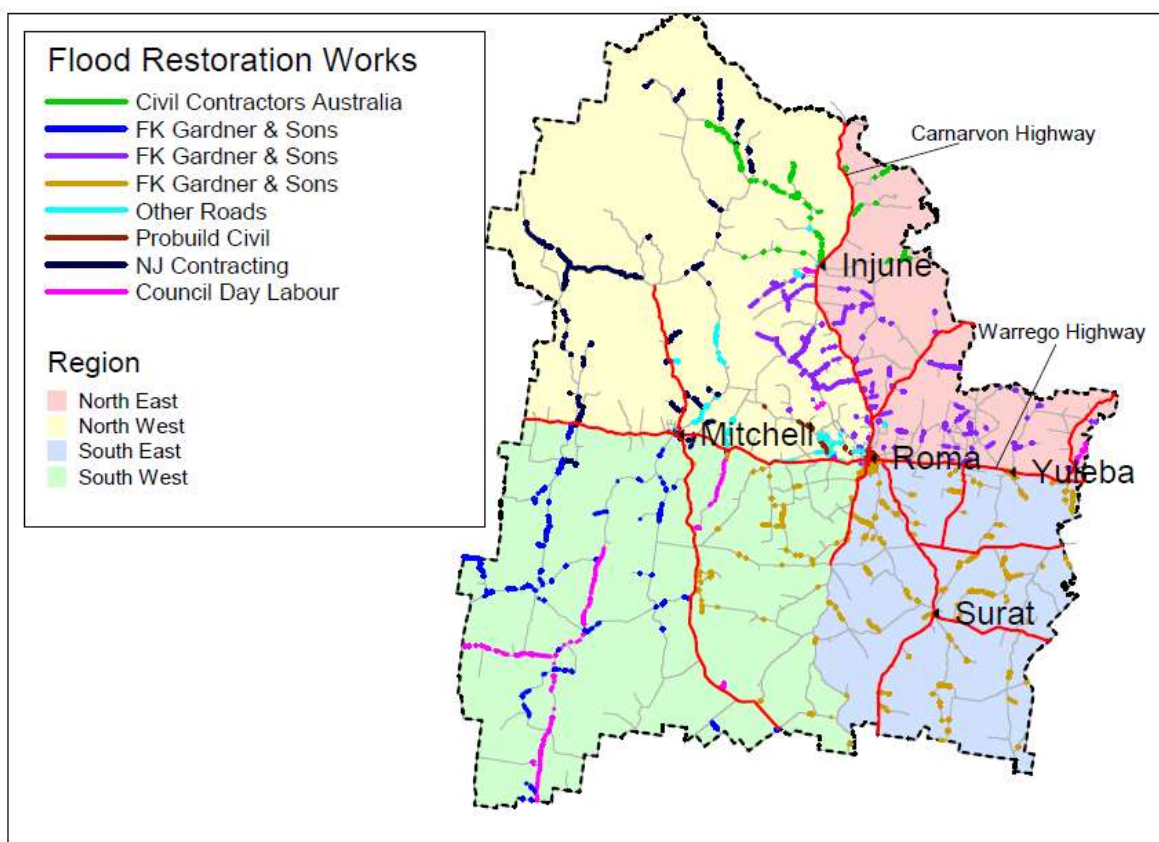 Flood Restoration Works
Civil Contractors Australia
FK Gardner & Sons
FK Gardner & Sons
FK Gardner & Sons
Other Roads
Probuild Civil
NJ Contracting
Council Day Labour
Region
North East
North West
South East
South West
Carnarvon Highway
Injune
Warrego Highway
Mitchell
Roma
Yuleba
Surat